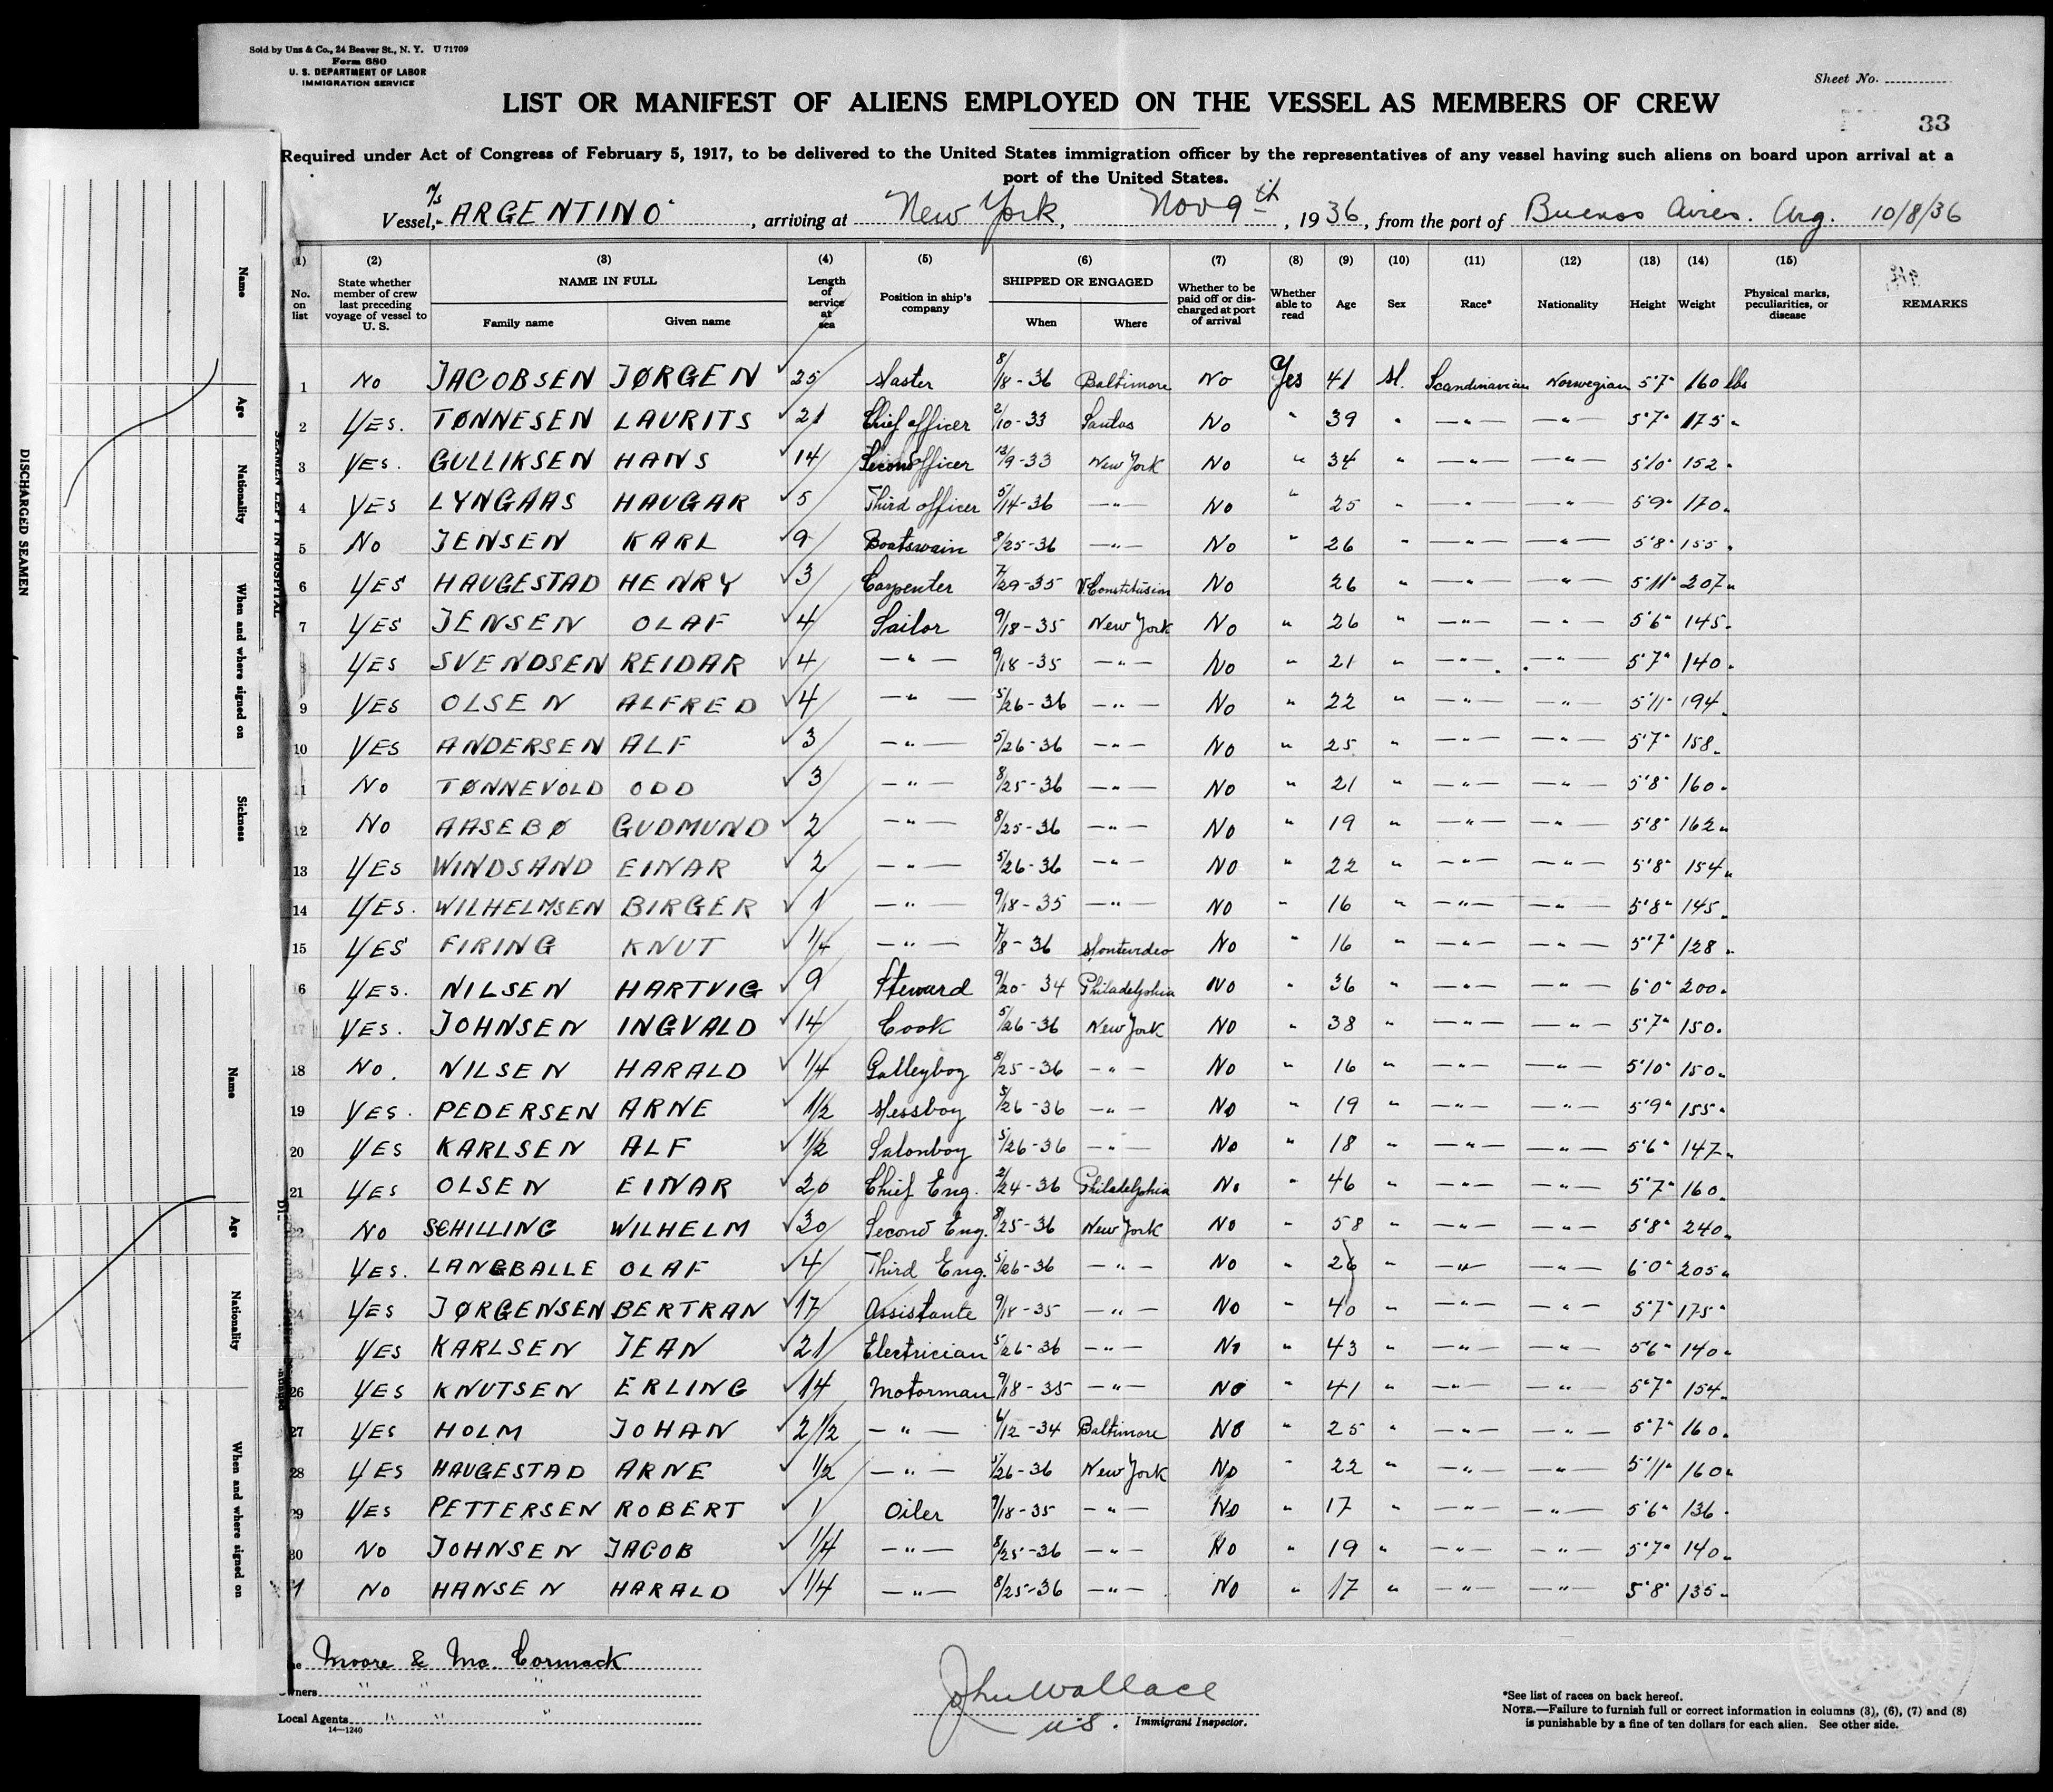 Sold by Uns & Co., 24 Beaver St., N. Y. U 71709
Form 680
U. S. DEPARTMENT OF LABOR
IMMIGRATION SERVICE
Sheet No.
LIST OR MANIFEST OF ALIENS EMPLOYED ON THE VESSEL AS MEMBERS OF CREW
33
Required under Act of Congress of February 5, 1917, to be delivered to the United States immigration officer by the representatives of any vessel having such aliens on board upon arrival at a
port of the United States.
Vessel, M/S ARGENTINO, arriving at New York, Nov 9th, 1936, from the port of Buenos Aires. Arg. 10/8/36
(1) No. on list (2) State whether member of crew last preceding voyage of vessel to U. S. (3) NAME IN FULL Family name Given name (4) Length of service at sea (5) Position in ship's company (6) SHIPPED OR ENGAGED When Where (7) Whether to be paid off or discharged at port of arrival (8) Whether able to read (9) Age (10) Sex (11) Race* (12) Nationality (13) Height (14) Weight (15) Physical marks, peculiarities, or disease REMARKS
1 No JACOBSEN JØRGEN 25 Master 8/18-36 Baltimore No Yes 41 M. Scandinavian Norwegian 5'7" 160 lbs
2 YES. TØNNESEN LAURITS 21 Chief officer 2/10-33 Santos No " 39 " —"— —"— 5'7" 175 "
3 YES. GULLIKSEN HANS 14 Second officer 12/9-33 New York No " 34 " —"— —"— 5'10" 152 "
4 YES LYNGAAS HAUGAR 5 Third officer 5/14-36 —"— No " 25 " —"— —"— 5'9" 170 "
5 No JENSEN KARL 9 Boatswain 8/25-36 —"— No " 26 " —"— —"— 5'8" 155 "
6 YES HAUGESTAD HENRY 3 Carpenter 7/29-35 V. Constitusion No " 26 " —"— —"— 5'11" 207 "
7 YES JENSEN OLAF 4 Sailor 9/18-35 New York No " 26 " —"— —"— 5'6" 145 "
8 YES SVENDSEN REIDAR 4 —"— 9/18-35 —"— No " 21 " —"— —"— 5'7" 140 "
9 YES OLSEN ALFRED 4 —"— 5/26-36 —"— No " 22 " —"— —"— 5'11" 194 "
10 YES ANDERSEN ALF 3 —"— 5/26-36 —"— No " 25 " —"— —"— 5'7" 158 "
11 No TØNNEVOLD ODD 3 —"— 8/25-36 —"— No " 21 " —"— —"— 5'8" 160 "
12 No AASEBØ GUDMUND 2 —"— 8/25-36 —"— No " 19 " —"— —"— 5'8" 162 "
13 YES WINDSAND EINAR 2 —"— 5/26-36 —"— No " 22 " —"— —"— 5'8" 154 "
14 YES. WILHELMSEN BIRGER 1 —"— 9/18-35 —"— No " 16 " —"— —"— 5'8" 145 "
15 YES FIRING KNUT 1/4 —"— 7/8-36 Montevideo No " 16 " —"— —"— 5'7" 128 "
16 YES. NILSEN HARTVIG 9 Steward 9/20-34 Philadelphia No " 36 " —"— —"— 6'0" 200 "
17 YES. JOHNSEN INGVALD 14 Cook 5/26-36 New York No " 38 " —"— —"— 5'7" 150 "
18 No. NILSEN HARALD 1/4 Galleyboy 8/25-36 —"— No " 16 " —"— —"— 5'10" 150 "
19 YES. PEDERSEN ARNE 1/2 Messboy 5/26-36 —"— No " 19 " —"— —"— 5'9" 155 "
20 YES KARLSEN ALF 1/2 Salonboy 5/26-36 —"— No " 18 " —"— —"— 5'6" 147 "
21 YES OLSEN EINAR 20 Chief Eng. 2/24-36 Philadelphia No " 46 " —"— —"— 5'7" 160 "
22 No SCHILLING WILHELM 30 Second Eng. 8/25-36 New York No " 58 " —"— —"— 5'8" 240 "
23 YES. LANGBALLE OLAF 4 Third Eng. 5/26-36 —"— No " 26 " —"— —"— 6'0" 205 "
24 YES JØRGENSEN BERTRAN 17 Assistante 9/18-35 —"— No " 40 " —"— —"— 5'7" 175 "
YES KARLSEN JEAN 21 Electrician 5/26-36 —"— No " 43 " —"— —"— 5'6" 140 "
26 YES KNUTSEN ERLING 14 Motorman 9/18-35 —"— No " 41 " —"— —"— 5'7" 154 "
27 YES HOLM JOHAN 2 1/2 —"— 6/12-34 Baltimore No " 25 " —"— —"— 5'7" 160 "
28 YES HAUGESTAD ARNE 1/2 —"— 5/26-36 New York No " 22 " —"— —"— 5'11" 160 "
29 YES PETTERSEN ROBERT 1 Oiler 9/18-35 —"— No " 17 " —"— —"— 5'6" 136 "
30 No JOHNSEN JACOB 1/4 —"— 8/25-36 —"— No " 19 " —"— —"— 5'7" 140 "
No HANSEN HARALD 1/4 —"— 8/25-36 —"— No " 17 " —"— —"— 5'8" 135 "
Moore & Mc. Cormack
Owners " " "
Local Agents " " "
14—1240
John Wallace
U.S. Immigrant Inspector.
*See list of races on back hereof.
NOTE.—Failure to furnish full or correct information in columns (3), (6), (7) and (8)
is punishable by a fine of ten dollars for each alien. See other side.
DISCHARGED SEAMEN
Name
Age
Nationality
When and where signed on
Sickness
SEAMEN LEFT IN HOSPITAL
Name
Age
Nationality
When and where signed on